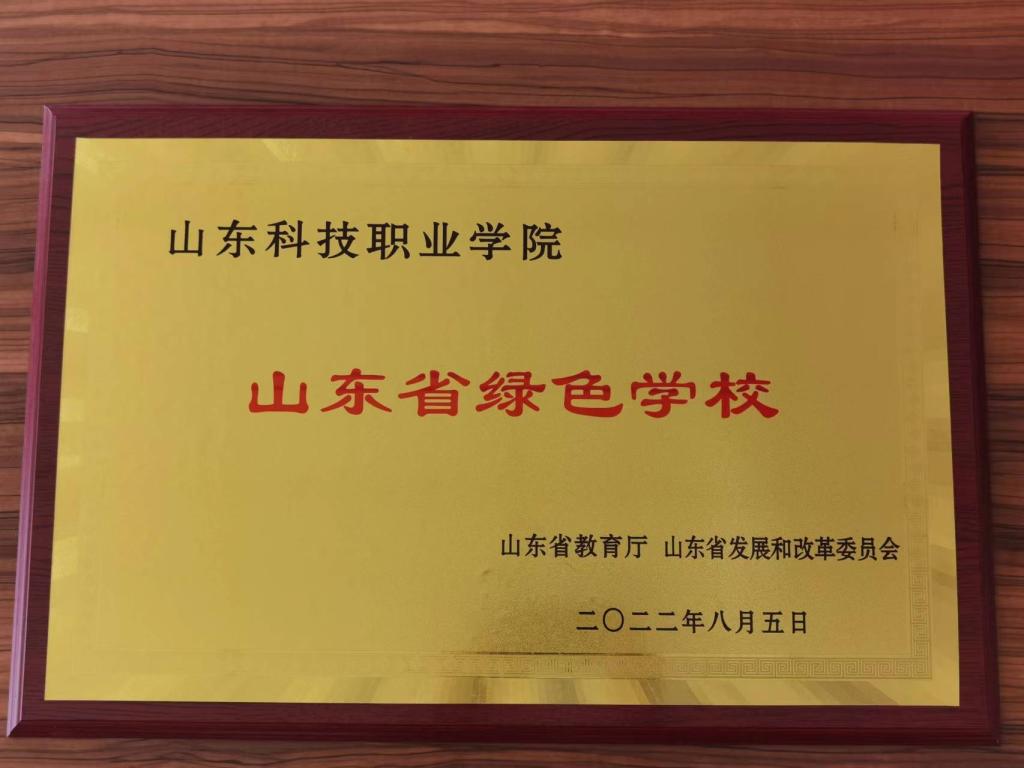 山东科技职业学院
山东省绿色学校
山东省教育厅 山东省发展和改革委员会
二〇二二年八月五日